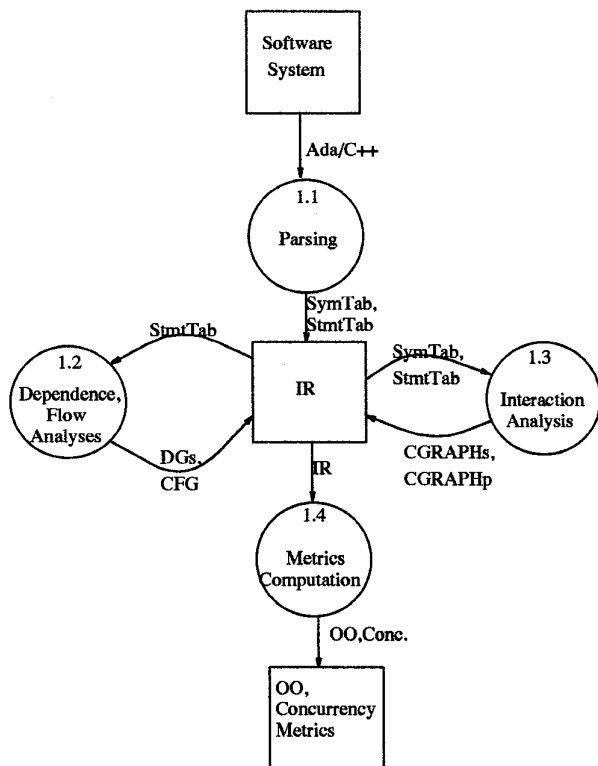 Software
System
Ada/C++
1.1
Parsing
SymTab,
StmtTab
StmtTab
1.2
Dependence,
Flow
Analyses
DGs,
CFG
IR
SymTab,
StmtTab
1.3
Interaction
Analysis
CGRAPHs,
CGRAPHp
IR
1.4
Metrics
Computation
OO,Conc.
OO,
Concurrency
Metrics